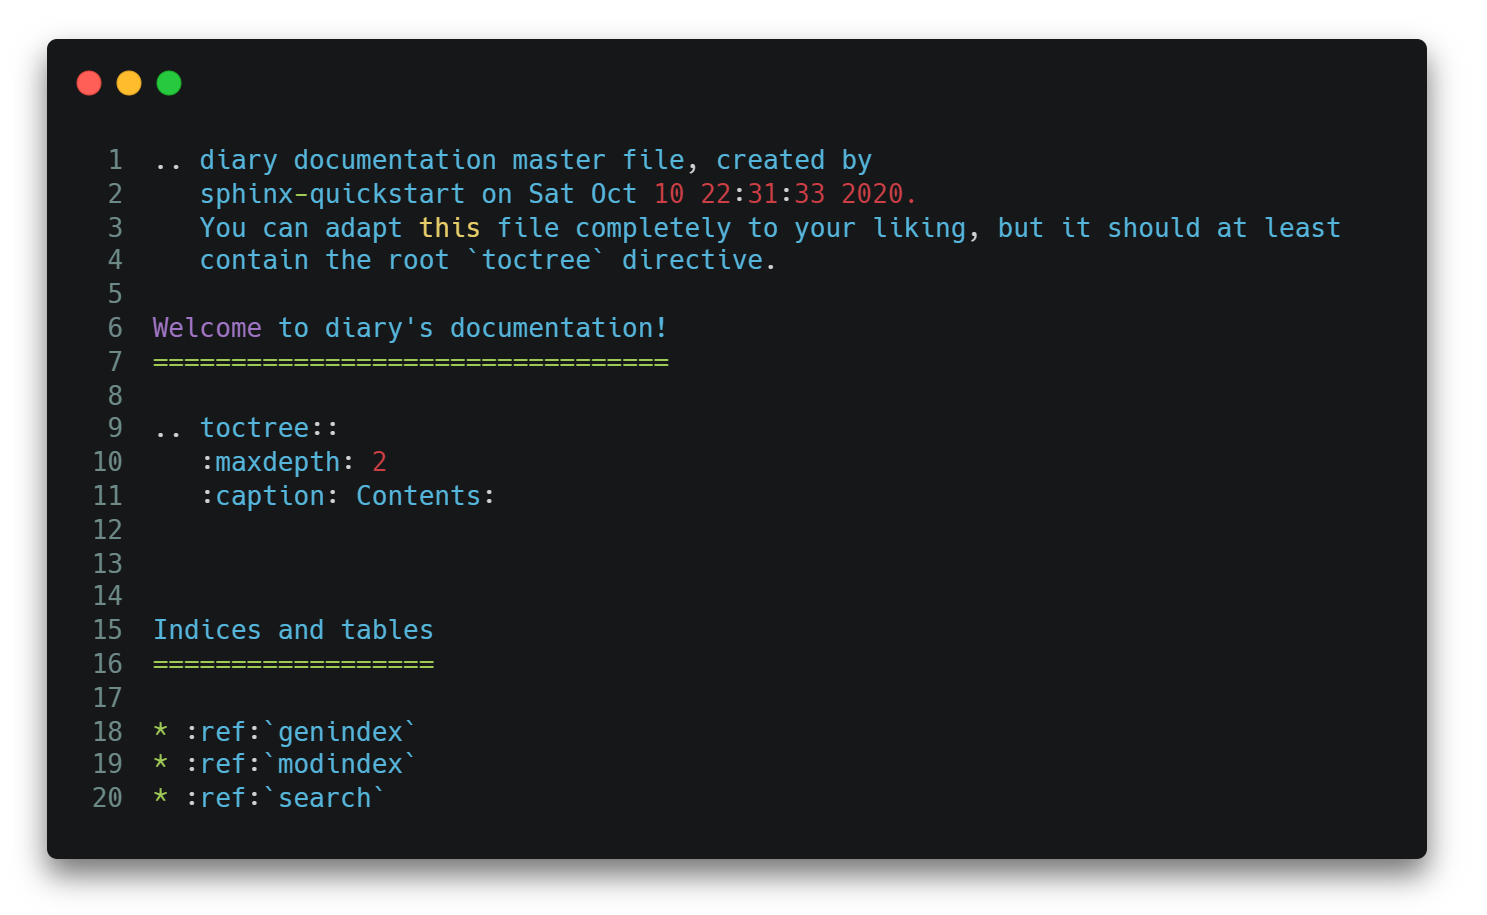 1 .. diary documentation master file, created by
2    sphinx-quickstart on Sat Oct 10 22:31:33 2020.
3    You can adapt this file completely to your liking, but it should at least
4    contain the root `toctree` directive.
5
6 Welcome to diary's documentation!
7 =================================
8
9 .. toctree::
10    :maxdepth: 2
11    :caption: Contents:
12
13
14
15 Indices and tables
16 ==================
17
18 * :ref:`genindex`
19 * :ref:`modindex`
20 * :ref:`search`